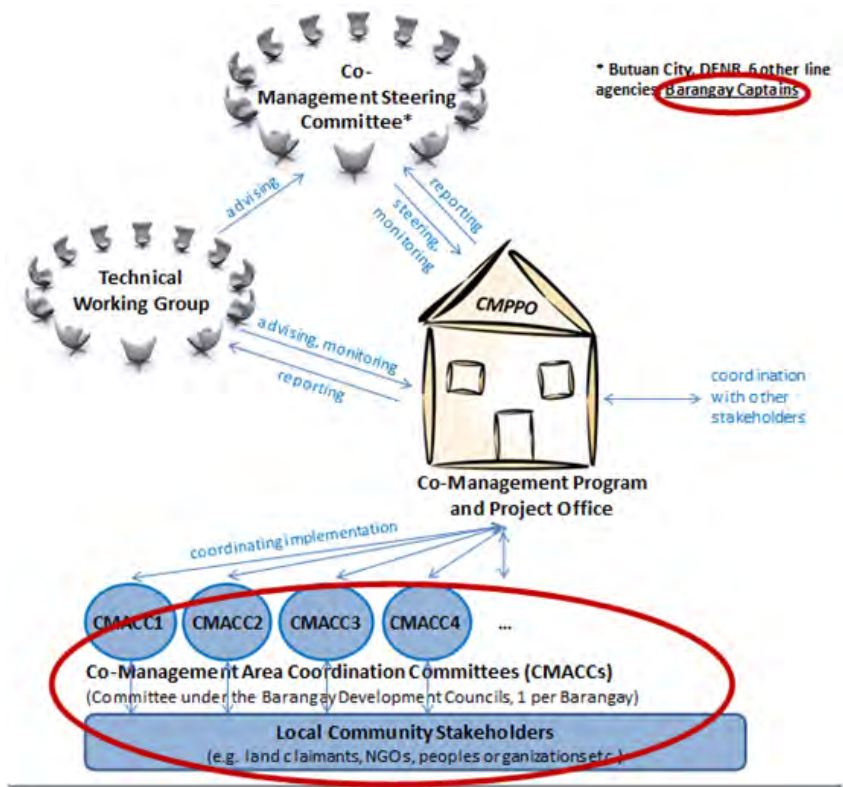 Co-
Management Steering
Committee*
* Butuan City, DENR, 6 other line
agencies, Barangay Captains
advising
reporting
steering,
monitoring
Technical
Working Group
CMPPO
advising, monitoring
reporting
coordination
with other
stakeholders
Co-Management Program
and Project Office
coordinating implementation
CMACC1
CMACC2
CMACC3
CMACC4
...
Co-Management Area Coordination Committees (CMACCs)
(Committee under the Barangay Development Councils, 1 per Barangay)
Local Community Stakeholders
(e.g. land claimants, NGOs, peoples organizations etc.)